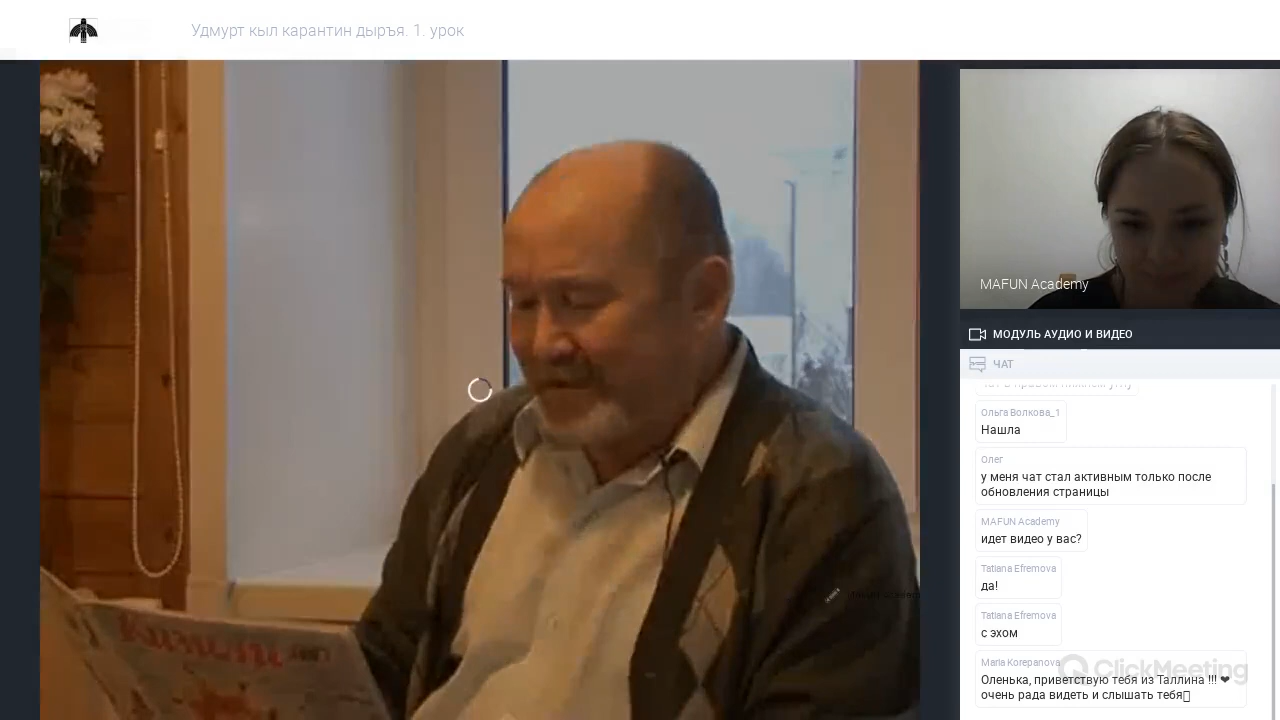 Удмурт кыл карантин дыръя. 1. урок
MAFUN Academy
МОДУЛЬ АУДИО И ВИДЕО
ЧАТ
Ольга Волкова_1
Нашла
Олег
у меня чат стал активным только после
обновления страницы
MAFUN Academy
идет видео у вас?
Tatiana Efremova
да!
Tatiana Efremova
с эхом
Maria Korepanova
Оленька, приветствую тебя из Таллина !!! ❤
очень рада видеть и слышать тебя
ClickMeeting